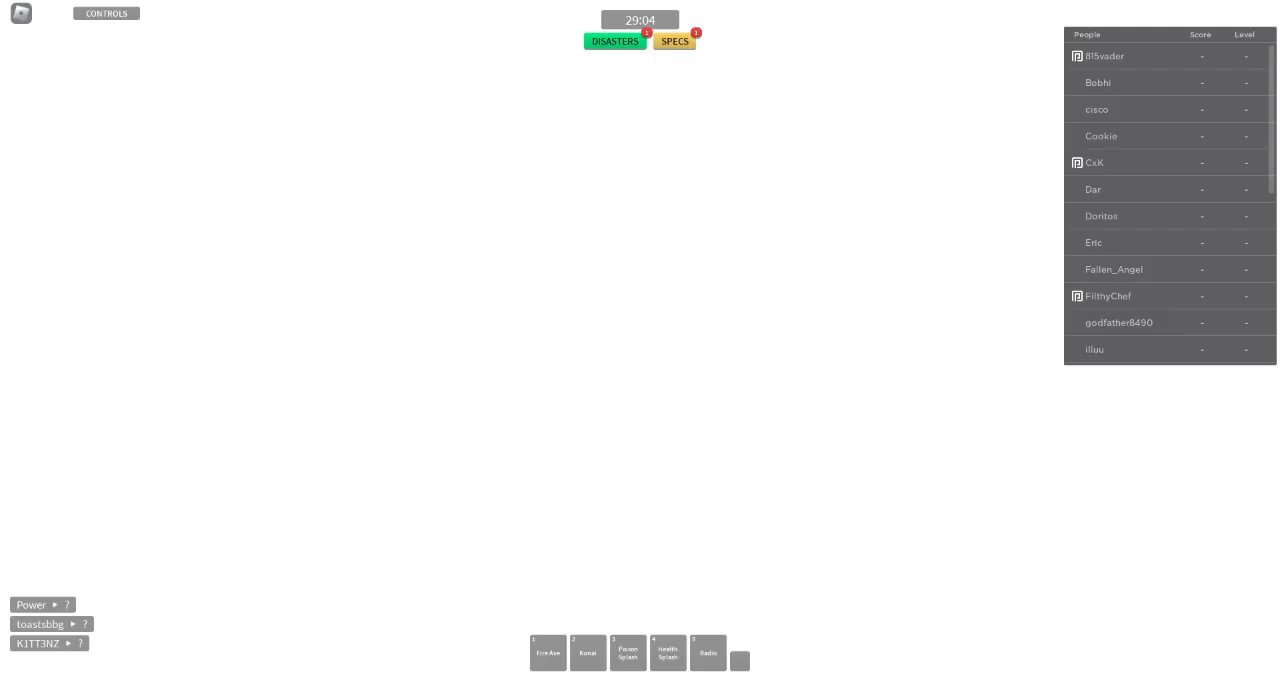 CONTROLS
29:04
DISASTERS 1 SPECS 1
People Score Level
815vader - -
Bobhi - -
cisco - -
Cookie - -
CxK - -
Dar - -
Doritos - -
Eric - -
Fallen_Angel - -
FilthyChef - -
godfather8490 - -
illuu - -
Power ▸ ?
toastsbbg ▸ ?
K1TT3NZ ▸ ?
1 Fire Axe
2 Kunai
3 Poison
Splash
4 Health
Splash
5 Radio